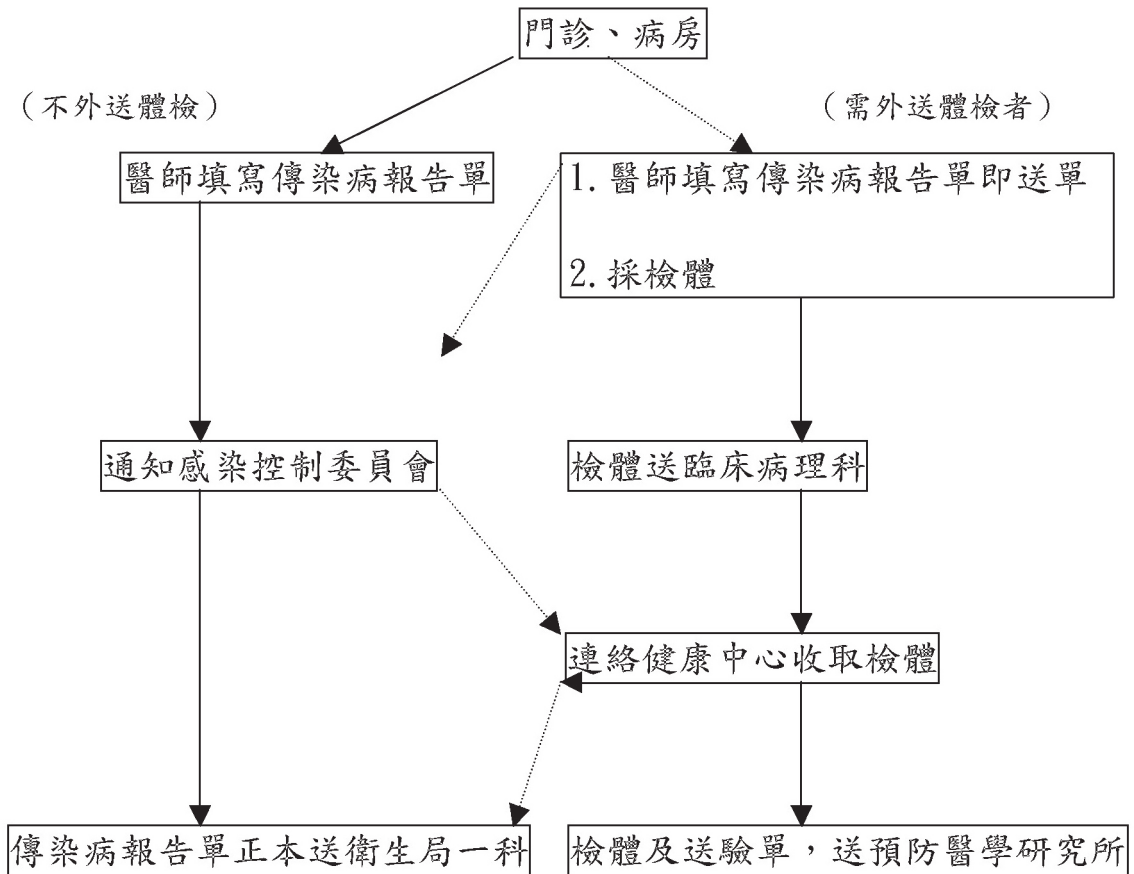 門診、病房
（不外送體檢）
（需外送體檢者）
醫師填寫傳染病報告單
1. 醫師填寫傳染病報告單即送單
2. 採檢體
通知感染控制委員會
檢體送臨床病理科
連絡健康中心收取檢體
傳染病報告單正本送衛生局一科
檢體及送驗單，送預防醫學研究所